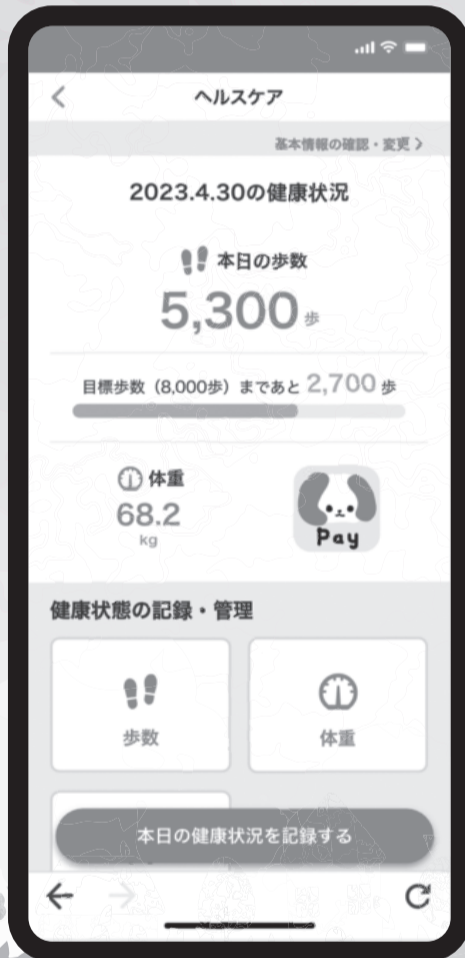 ヘルスケア
基本情報の確認・変更
2023.4.30の健康状況
本日の歩数
5,300歩
目標歩数（8,000歩）まであと 2,700 歩
体重
68.2
kg
Pay
健康状態の記録・管理
歩数
体重
本日の健康状況を記録する